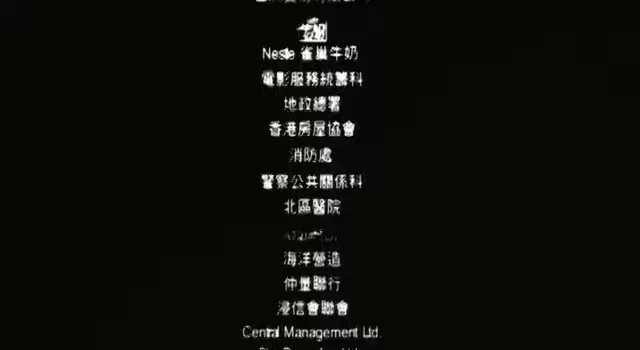 Nestle 雀巢牛奶
電影服務統籌科
地政總署
香港房屋協會
消防處
警察公共關係科
北區醫院
海洋營造
仲量聯行
浸信會聯會
Central Management Ltd.